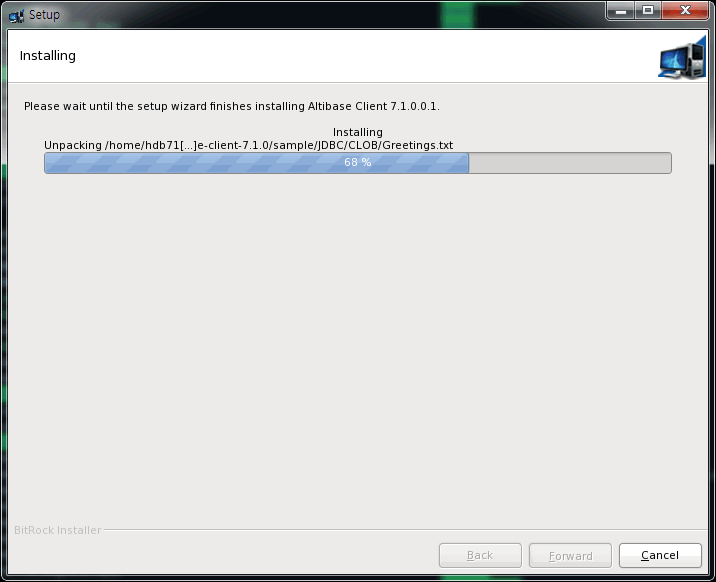 Setup
Installing
Please wait until the setup wizard finishes installing Altibase Client 7.1.0.0.1.
Installing
Unpacking /home/hdb71[...]e-client-7.1.0/sample/JDBC/CLOB/Greetings.txt
68 %
BitRock Installer
Back
Forward
Cancel